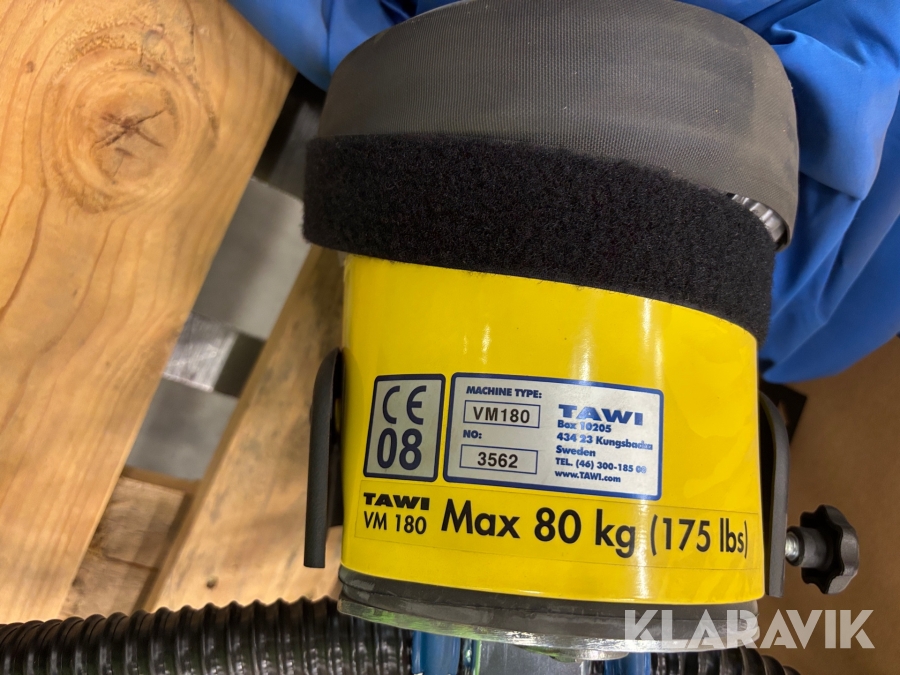 CE
08
MACHINE TYPE:
VM180
NO:
3562
TAWI
Box 10205
434 23 Kungsbacka
Sweden
TEL. (46) 300-185 00
www.TAWI.com
TAWI
VM 180
Max 80 kg (175 lbs)
KLARAVIK